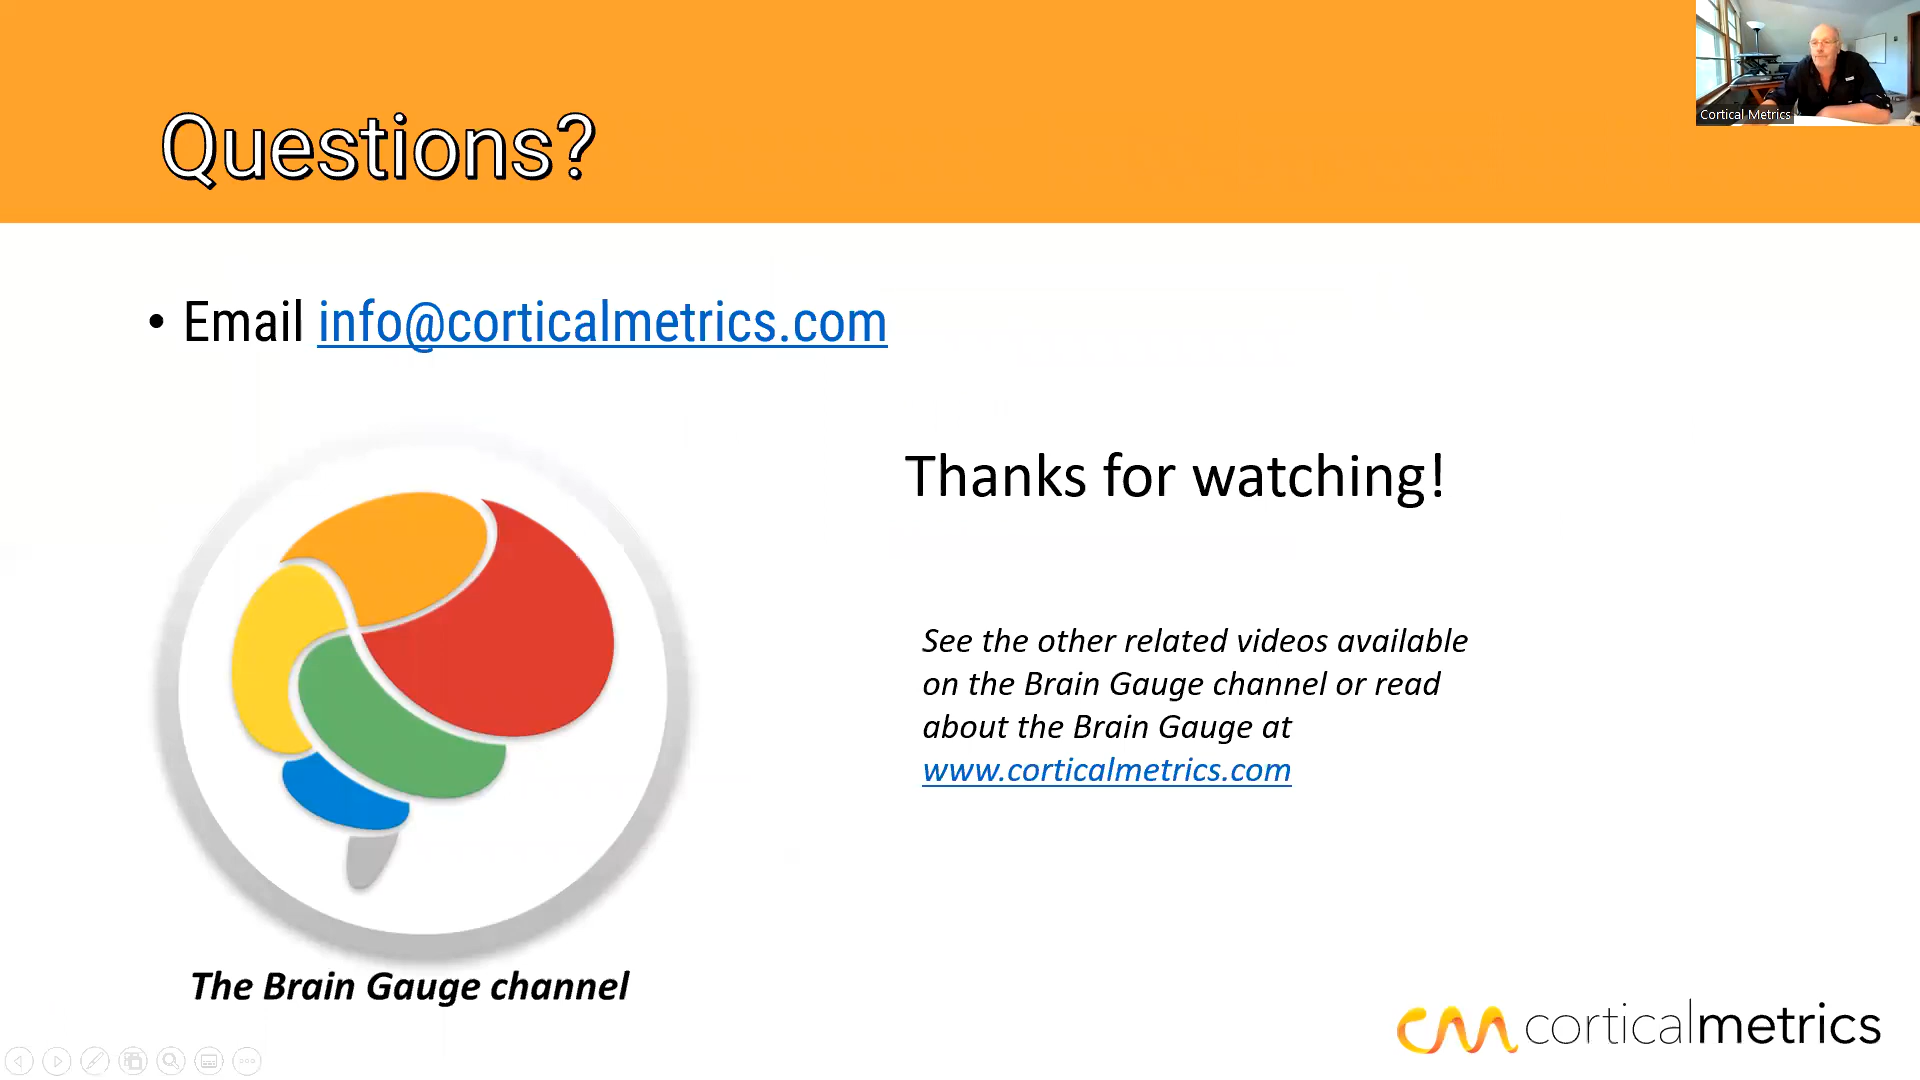 Questions?
Cortical Metrics
• Email info@corticalmetrics.com
Thanks for watching!
See the other related videos available
on the Brain Gauge channel or read
about the Brain Gauge at
www.corticalmetrics.com
The Brain Gauge channel
cm corticalmetrics